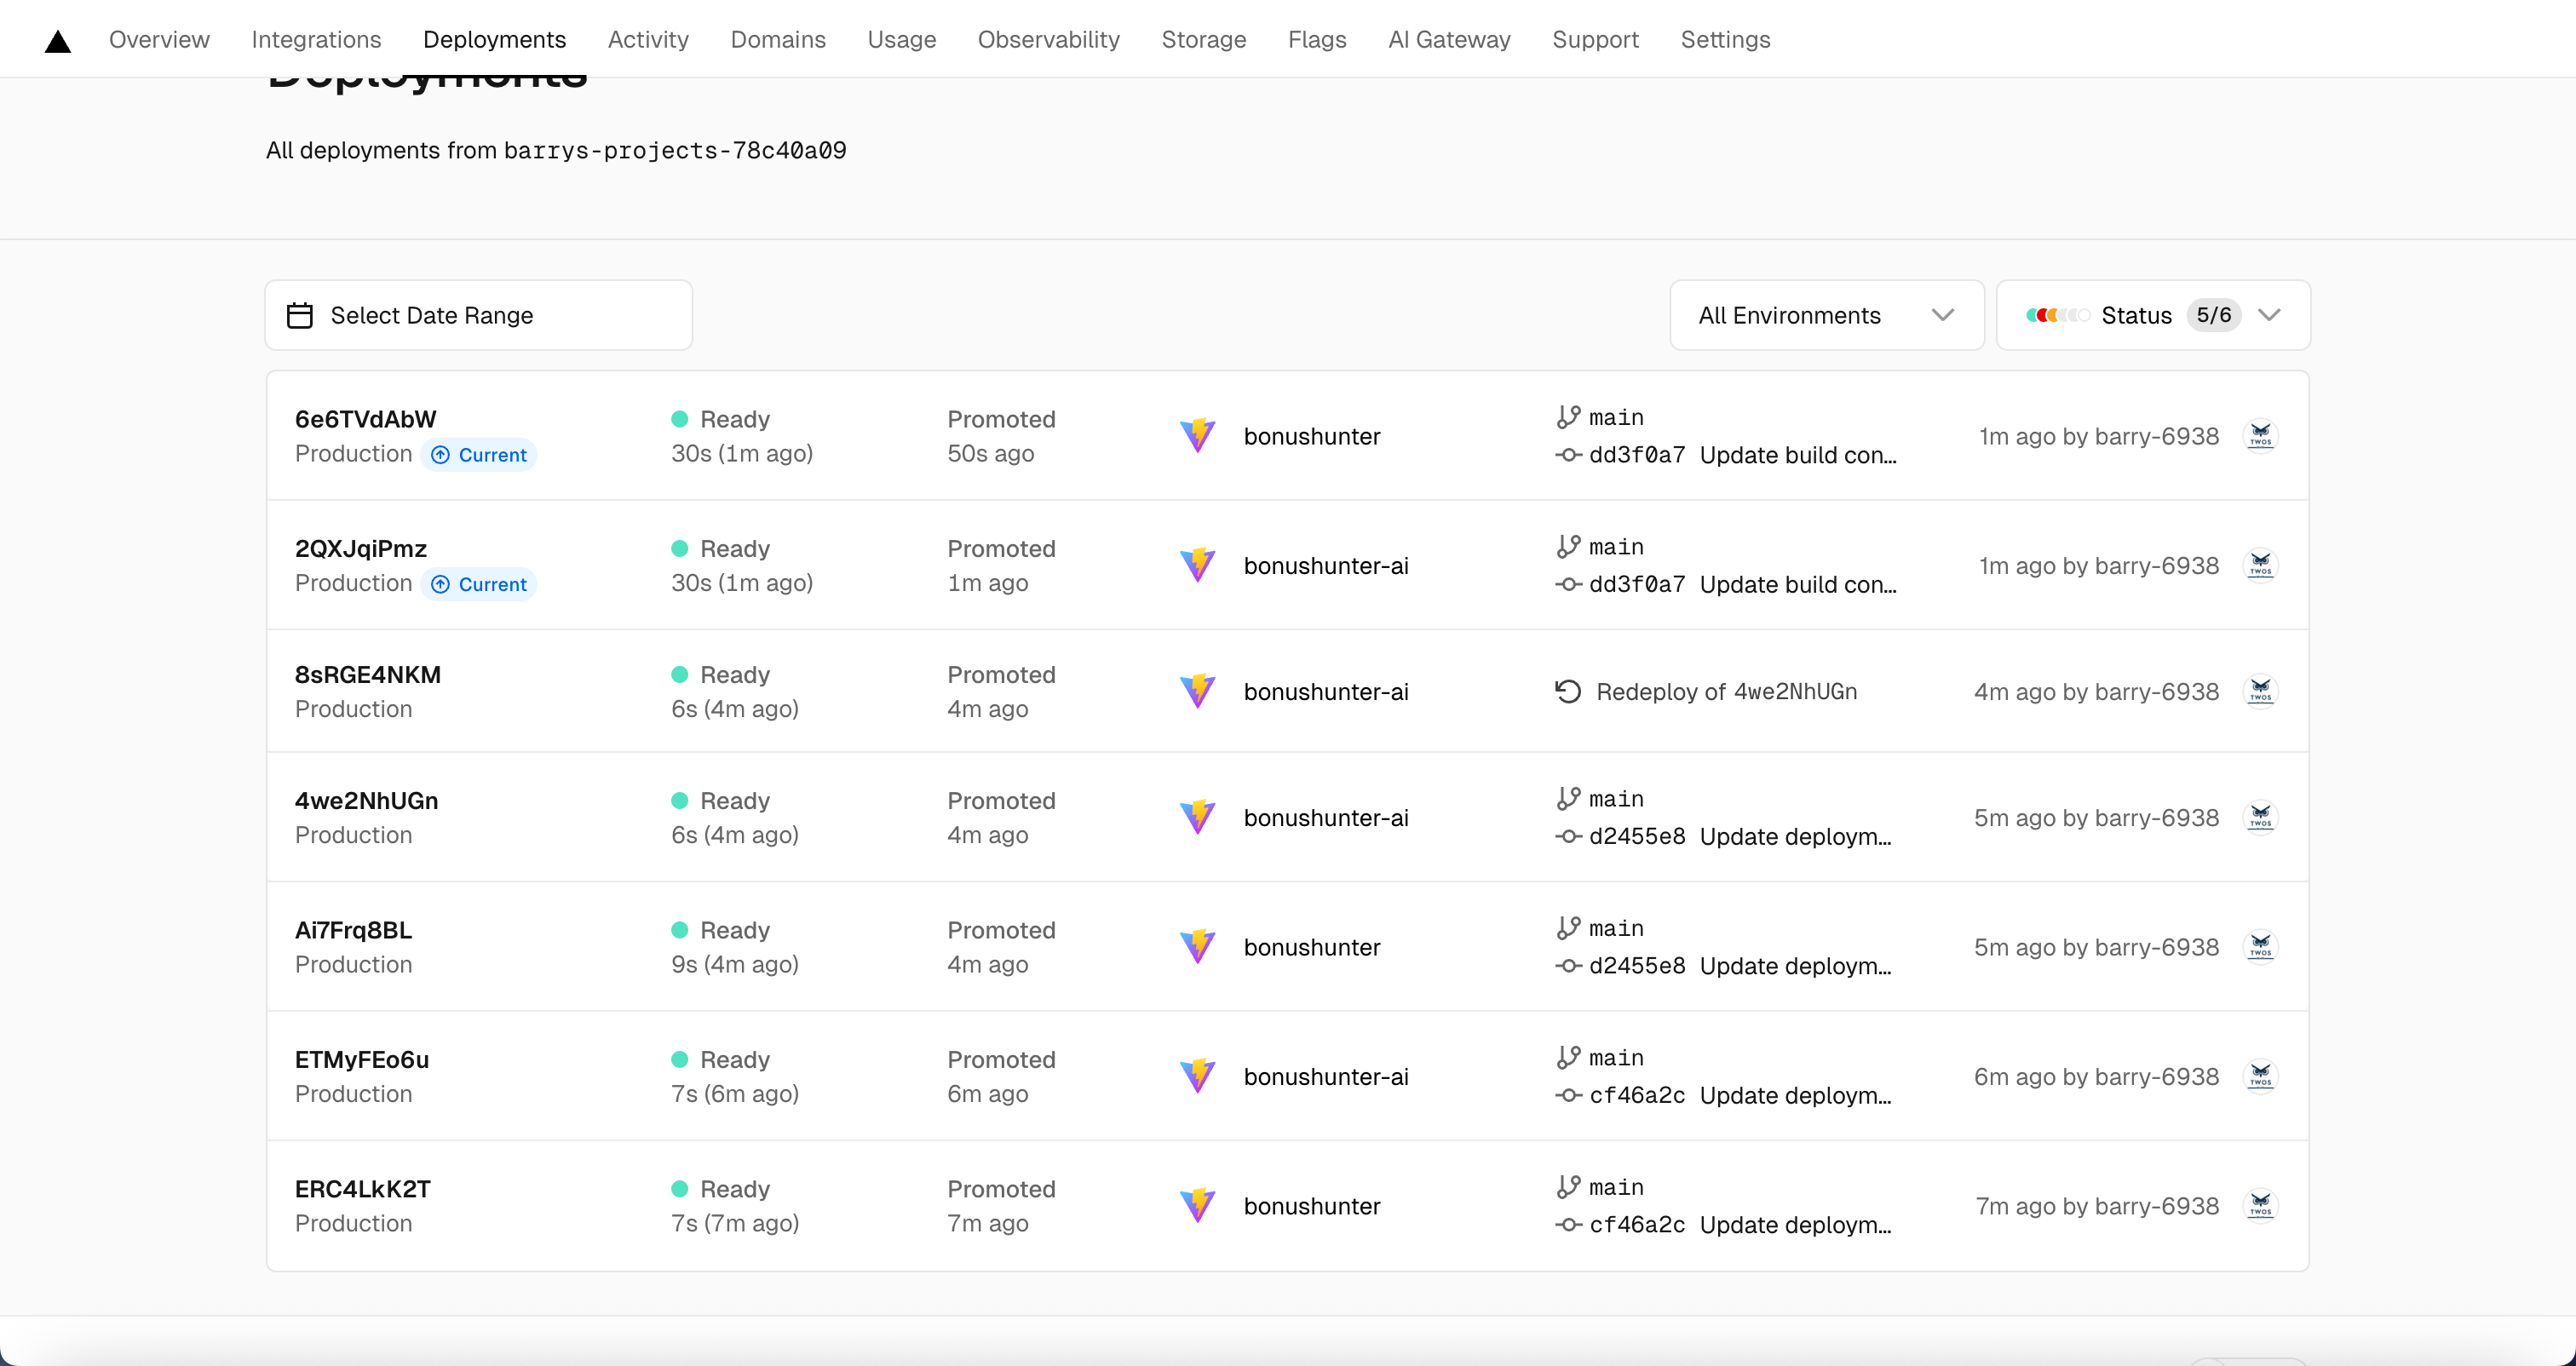 Overview Integrations Deployments Activity Domains Usage Observability Storage Flags AI Gateway Support Settings
Deployments
All deployments from barrys-projects-78c40a09
Select Date Range All Environments Status 5/6
6e6TVdAbW Ready Promoted bonushunter main 1m ago by barry-6938 TWOS
Production Current 30s (1m ago) 50s ago dd3f0a7 Update build con...
2QXJqiPmz Ready Promoted bonushunter-ai main 1m ago by barry-6938 TWOS
Production Current 30s (1m ago) 1m ago dd3f0a7 Update build con...
8sRGE4NKM Ready Promoted bonushunter-ai Redeploy of 4we2NhUGn 4m ago by barry-6938 TWOS
Production 6s (4m ago) 4m ago
4we2NhUGn Ready Promoted bonushunter-ai main 5m ago by barry-6938 TWOS
Production 6s (4m ago) 4m ago d2455e8 Update deploym...
Ai7Frq8BL Ready Promoted bonushunter main 5m ago by barry-6938 TWOS
Production 9s (4m ago) 4m ago d2455e8 Update deploym...
ETMyFEo6u Ready Promoted bonushunter-ai main 6m ago by barry-6938 TWOS
Production 7s (6m ago) 6m ago cf46a2c Update deploym...
ERC4LkK2T Ready Promoted bonushunter main 7m ago by barry-6938 TWOS
Production 7s (7m ago) 7m ago cf46a2c Update deploym...